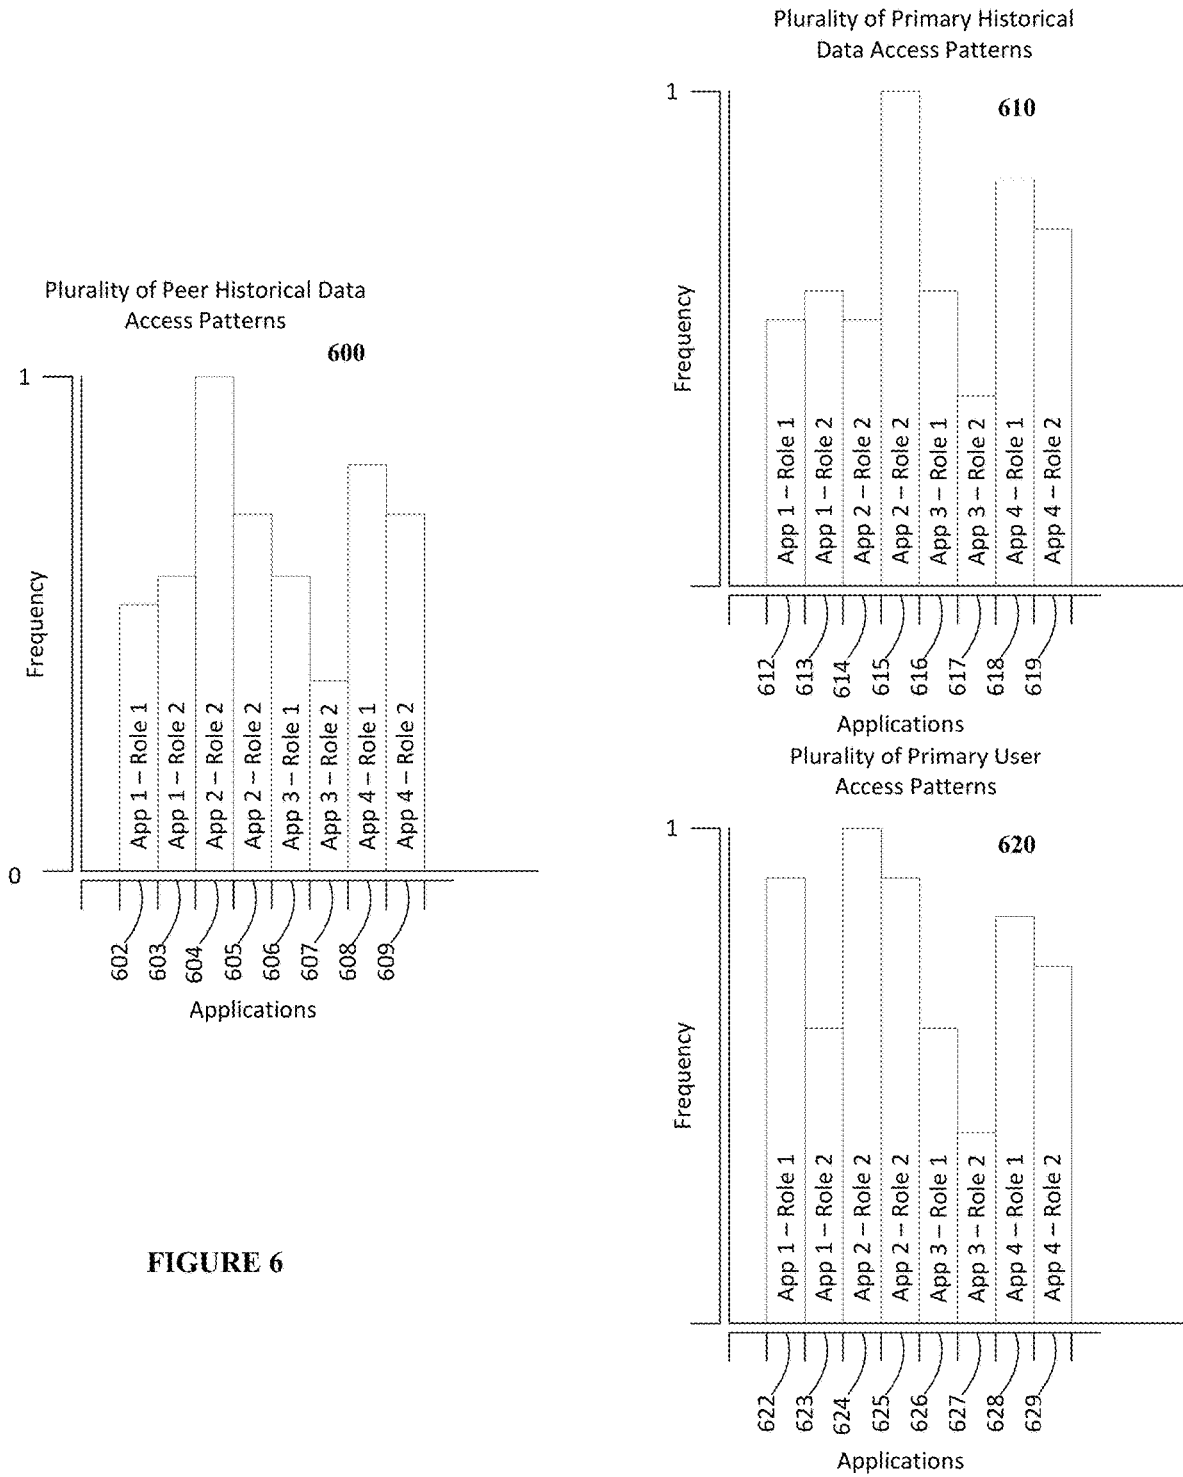 Plurality of Peer Historical Data
Access Patterns
600
1
Frequency
App 1 – Role 1
App 1 – Role 2
App 2 – Role 2
App 2 – Role 2
App 3 – Role 1
App 3 – Role 2
App 4 – Role 1
App 4 – Role 2
0
602
603
604
605
606
607
608
609
Applications
Plurality of Primary Historical
Data Access Patterns
1
610
Frequency
App 1 – Role 1
App 1 – Role 2
App 2 – Role 2
App 2 – Role 2
App 3 – Role 1
App 3 – Role 2
App 4 – Role 1
App 4 – Role 2
612
613
614
615
616
617
618
619
Applications
Plurality of Primary User
Access Patterns
1
620
Frequency
App 1 – Role 1
App 1 – Role 2
App 2 – Role 2
App 2 – Role 2
App 3 – Role 1
App 3 – Role 2
App 4 – Role 1
App 4 – Role 2
622
623
624
625
626
627
628
629
Applications
FIGURE 6